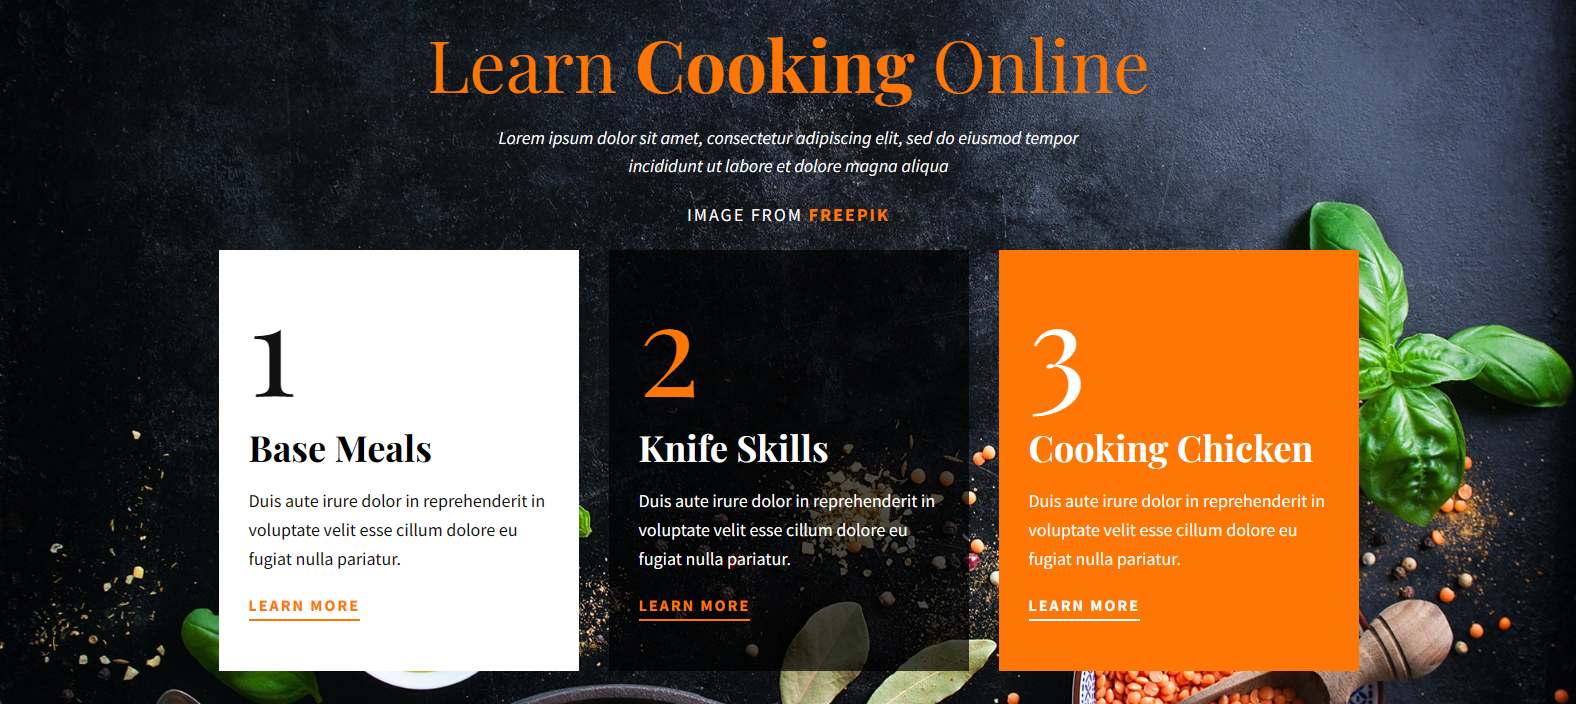 Learn Cooking Online
Lorem ipsum dolor sit amet, consectetur adipiscing elit, sed do eiusmod tempor
incididunt ut labore et dolore magna aliqua
IMAGE FROM FREEPIK
1
Base Meals
Duis aute irure dolor in reprehenderit in
voluptate velit esse cillum dolore eu
fugiat nulla pariatur.
LEARN MORE
2
Knife Skills
Duis aute irure dolor in reprehenderit in
voluptate velit esse cillum dolore eu
fugiat nulla pariatur.
LEARN MORE
3
Cooking Chicken
Duis aute irure dolor in reprehenderit in
voluptate velit esse cillum dolore eu
fugiat nulla pariatur.
LEARN MORE